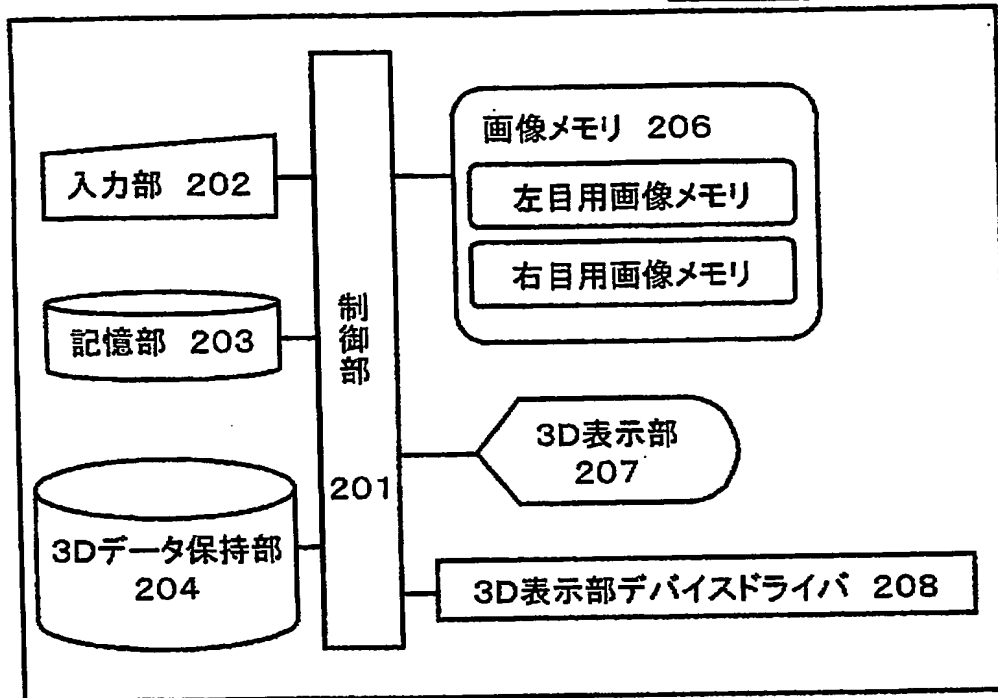 入力部 202
記憶部 203
3Dデータ保持部
204
制御部
201
画像メモリ 206
左目用画像メモリ
右目用画像メモリ
3D表示部
207
3D表示部デバイスドライバ 208